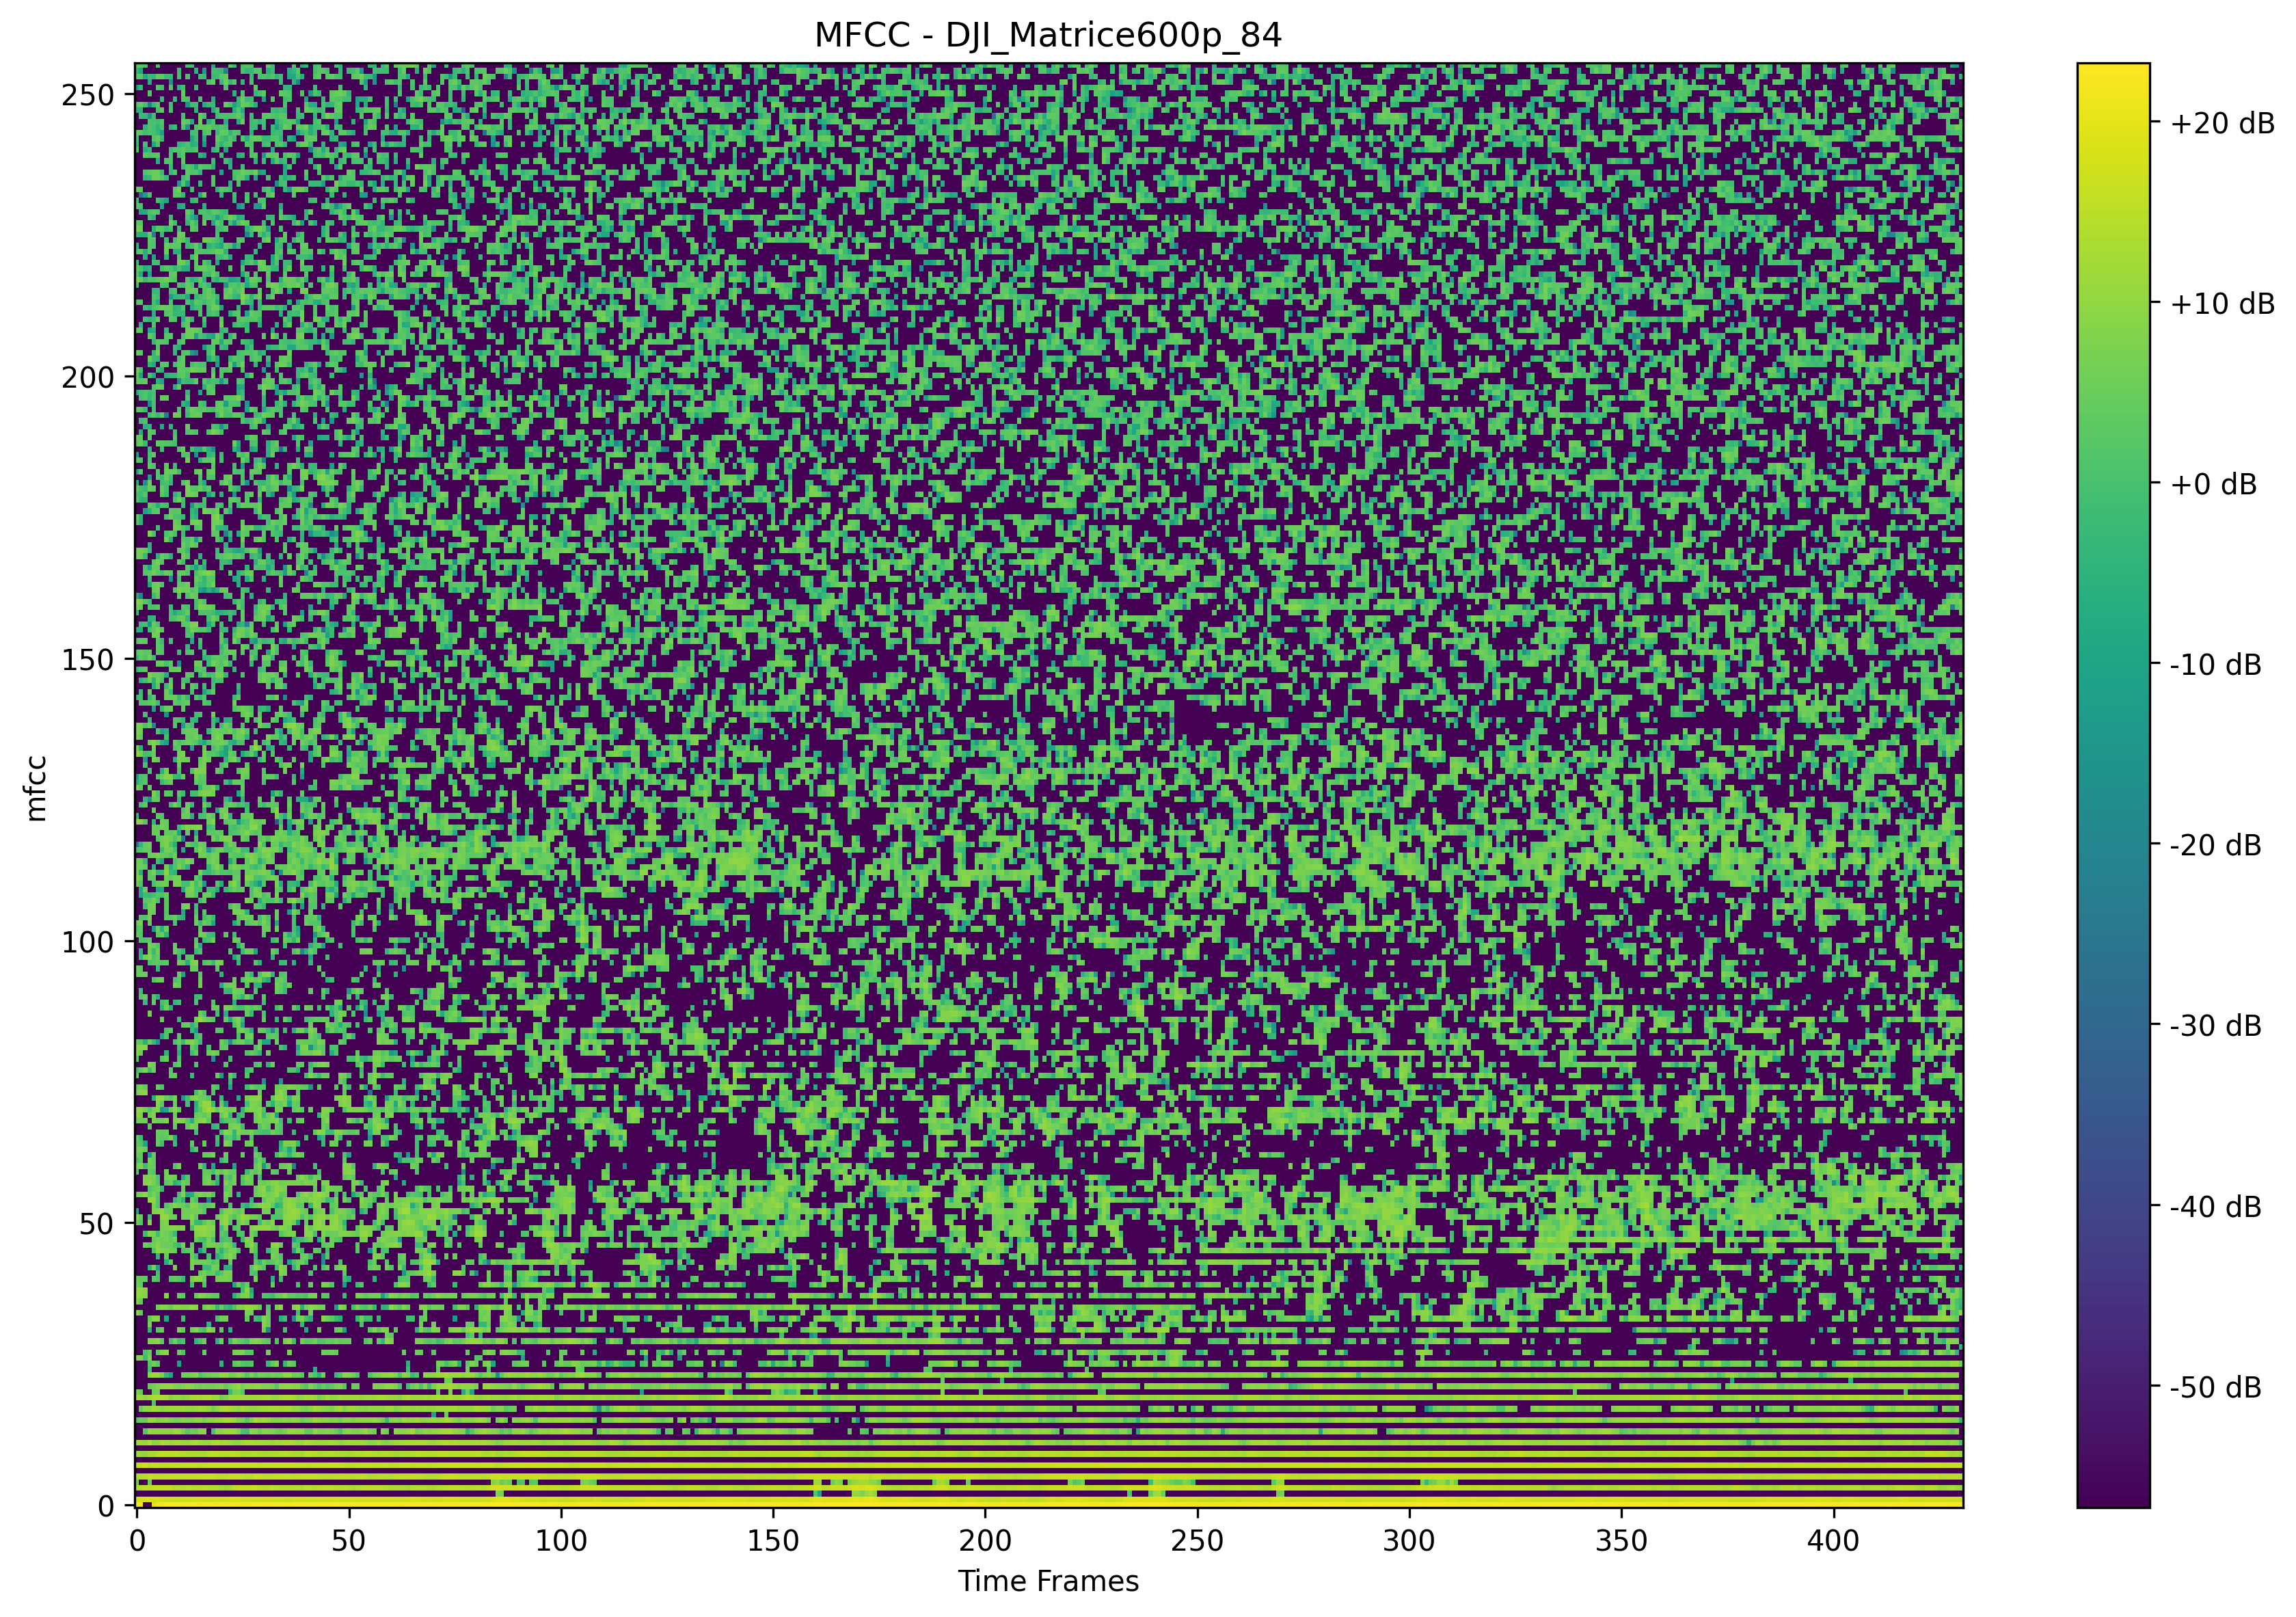 MFCC - DJI_Matrice600p_84
250
200
150
100
50
0
mfcc
0
50
100
150
200
250
300
350
400
Time Frames
+20 dB
+10 dB
+0 dB
-10 dB
-20 dB
-30 dB
-40 dB
-50 dB